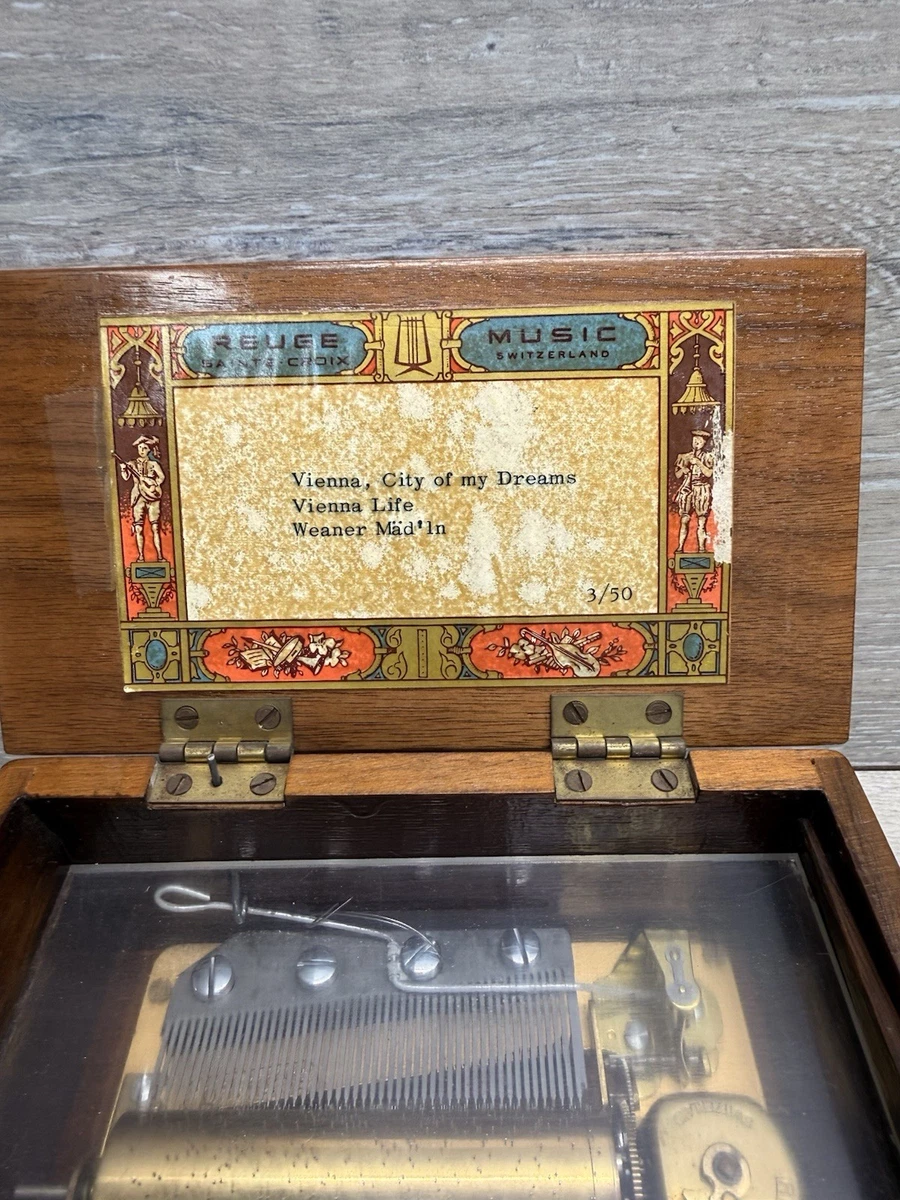 REUGE
SAINTE-CROIX
MUSIC
SWITZERLAND
Vienna, City of my Dreams
Vienna Life
Weaner Mäd'ln
3/50